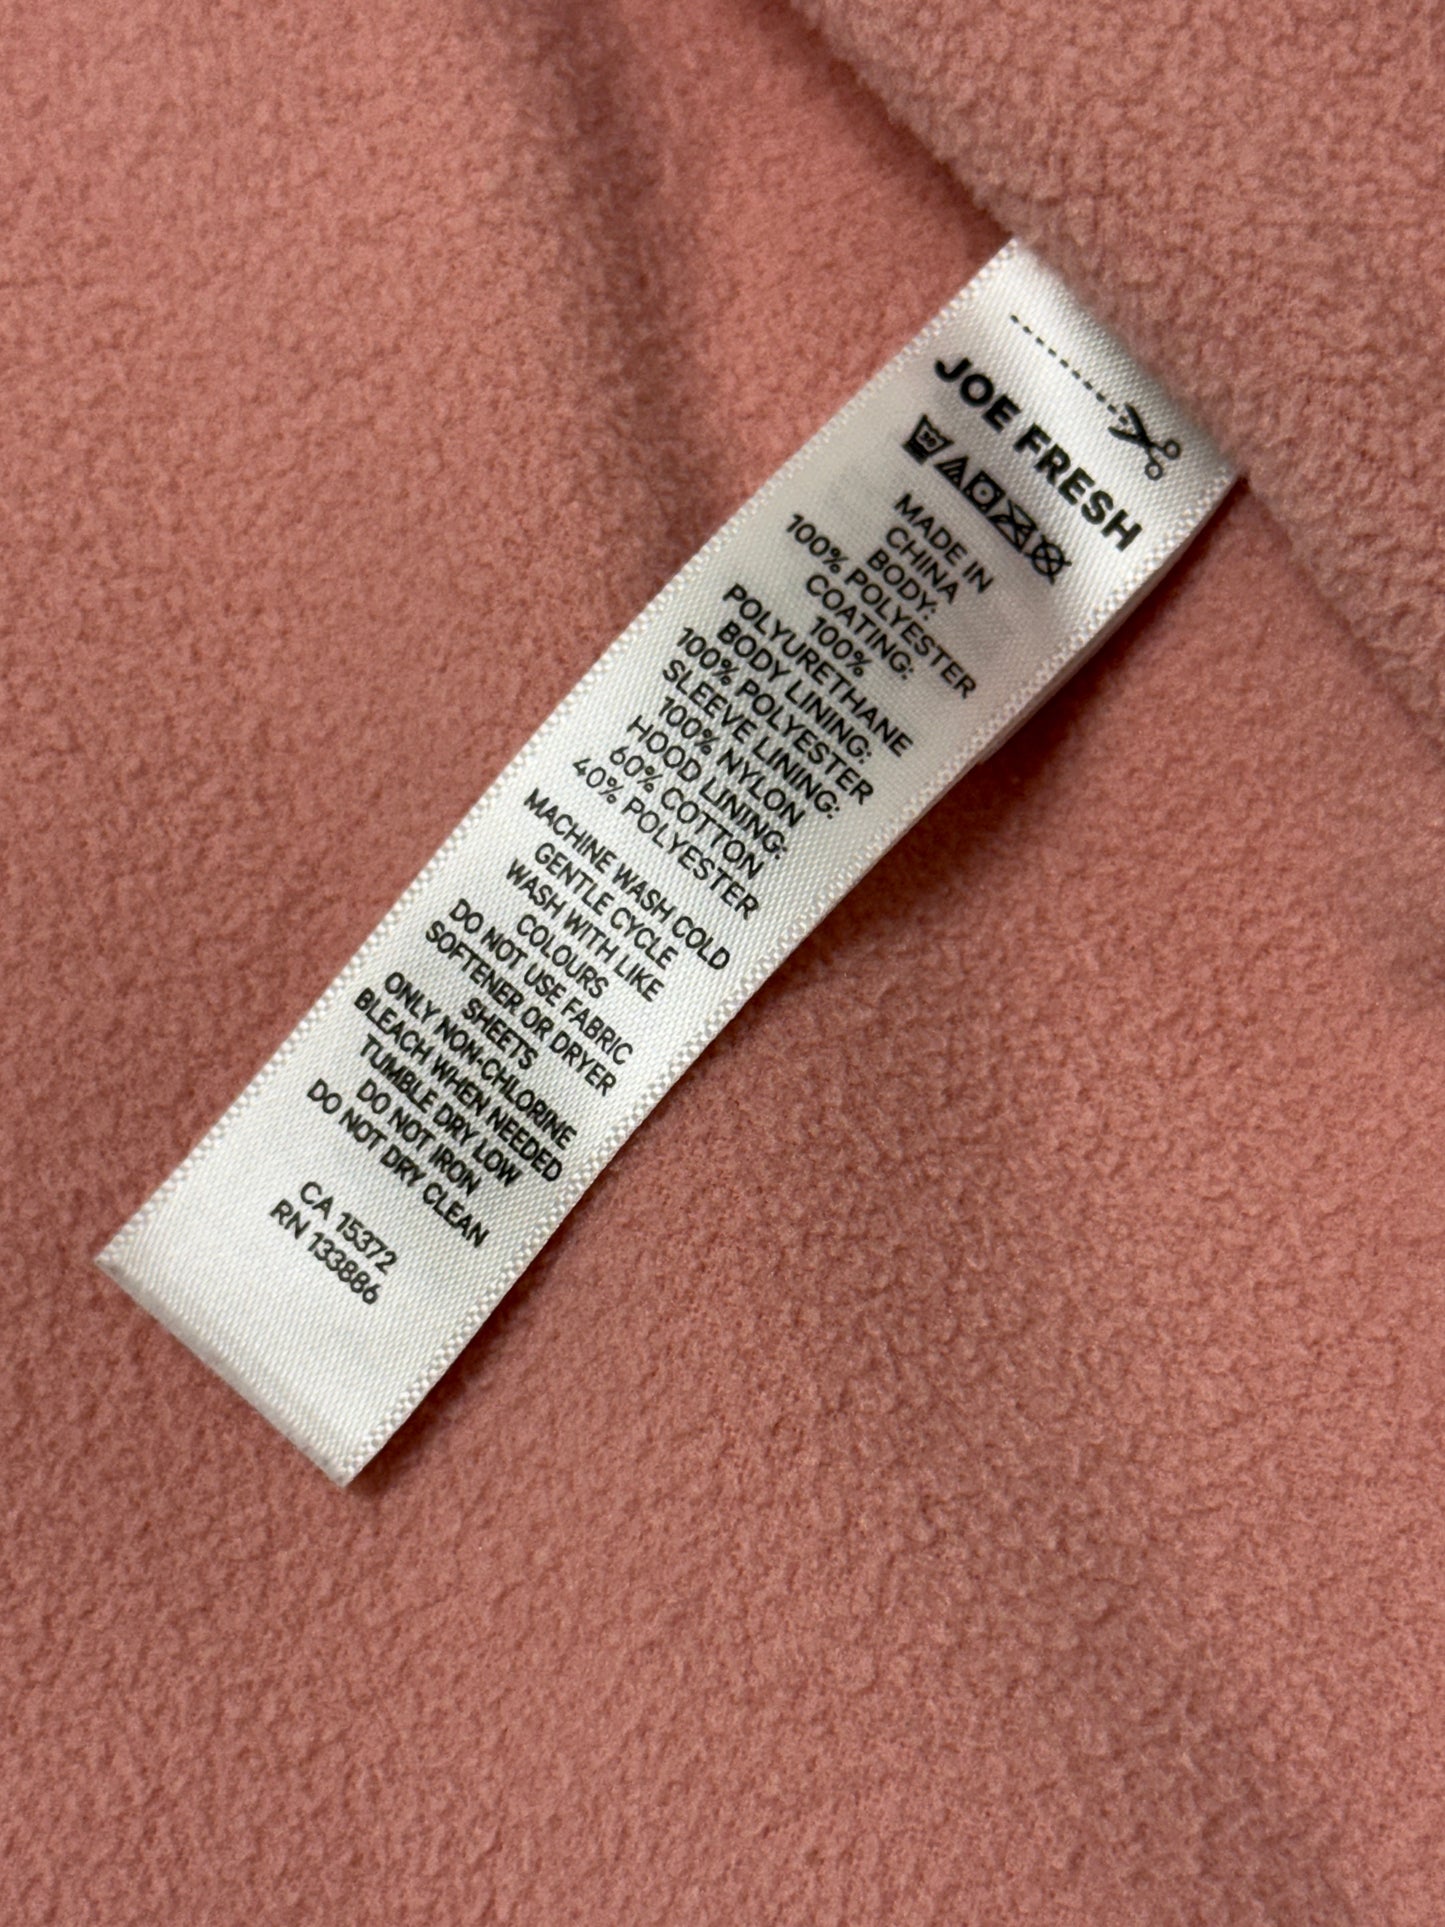 JOE FRESH
30
MADE IN
CHINA
BODY:
100% POLYESTER
COATING:
100%
POLYURETHANE
BODY LINING:
100% POLYESTER
SLEEVE LINING:
100% NYLON
HOOD LINING:
60% COTTON
40% POLYESTER
MACHINE WASH COLD
GENTLE CYCLE
WASH WITH LIKE
COLOURS
DO NOT USE FABRIC
SOFTENER OR DRYER
SHEETS
ONLY NON-CHLORINE
BLEACH WHEN NEEDED
TUMBLE DRY LOW
DO NOT IRON
DO NOT DRY CLEAN
CA 15372
RN 133886